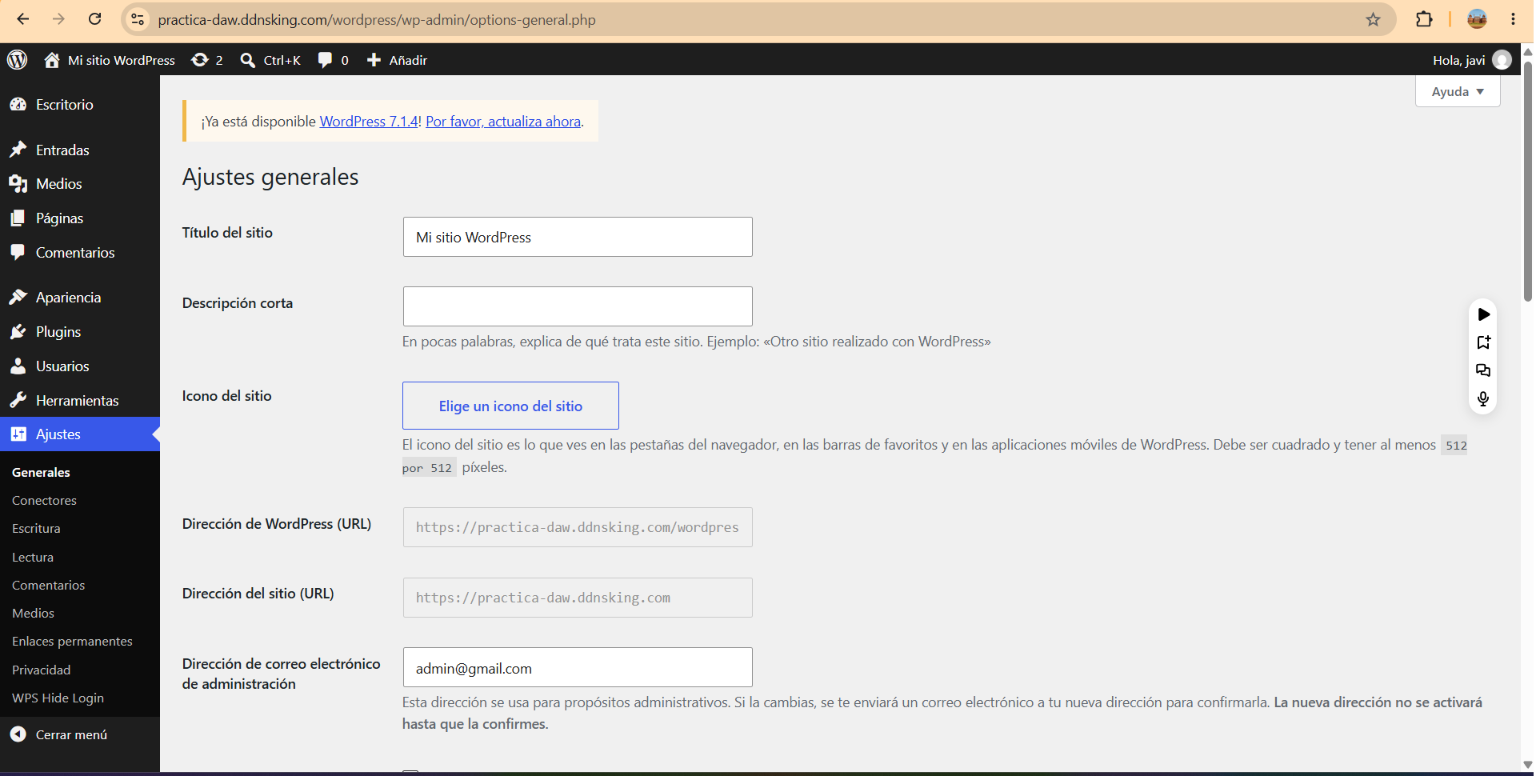 practica-daw.ddnsking.com/wordpress/wp-admin/options-general.php
Mi sitio WordPress 2 Ctrl+K 0 Añadir Hola, javi
Ayuda
Escritorio
Entradas
Medios
Páginas
Comentarios
Apariencia
Plugins
Usuarios
Herramientas
Ajustes
Generales
Conectores
Escritura
Lectura
Comentarios
Medios
Enlaces permanentes
Privacidad
WPS Hide Login
Cerrar menú
¡Ya está disponible WordPress 7.1.4! Por favor, actualiza ahora.
Ajustes generales
Título del sitio
Mi sitio WordPress
Descripción corta
En pocas palabras, explica de qué trata este sitio. Ejemplo: «Otro sitio realizado con WordPress»
Icono del sitio
Elige un icono del sitio
El icono del sitio es lo que ves en las pestañas del navegador, en las barras de favoritos y en las aplicaciones móviles de WordPress. Debe ser cuadrado y tener al menos 512
por 512 píxeles.
Dirección de WordPress (URL)
https://practica-daw.ddnsking.com/wordpres
Dirección del sitio (URL)
https://practica-daw.ddnsking.com
Dirección de correo electrónico
de administración
admin@gmail.com
Esta dirección se usa para propósitos administrativos. Si la cambias, se te enviará un correo electrónico a tu nueva dirección para confirmarla. La nueva dirección no se activará
hasta que la confirmes.